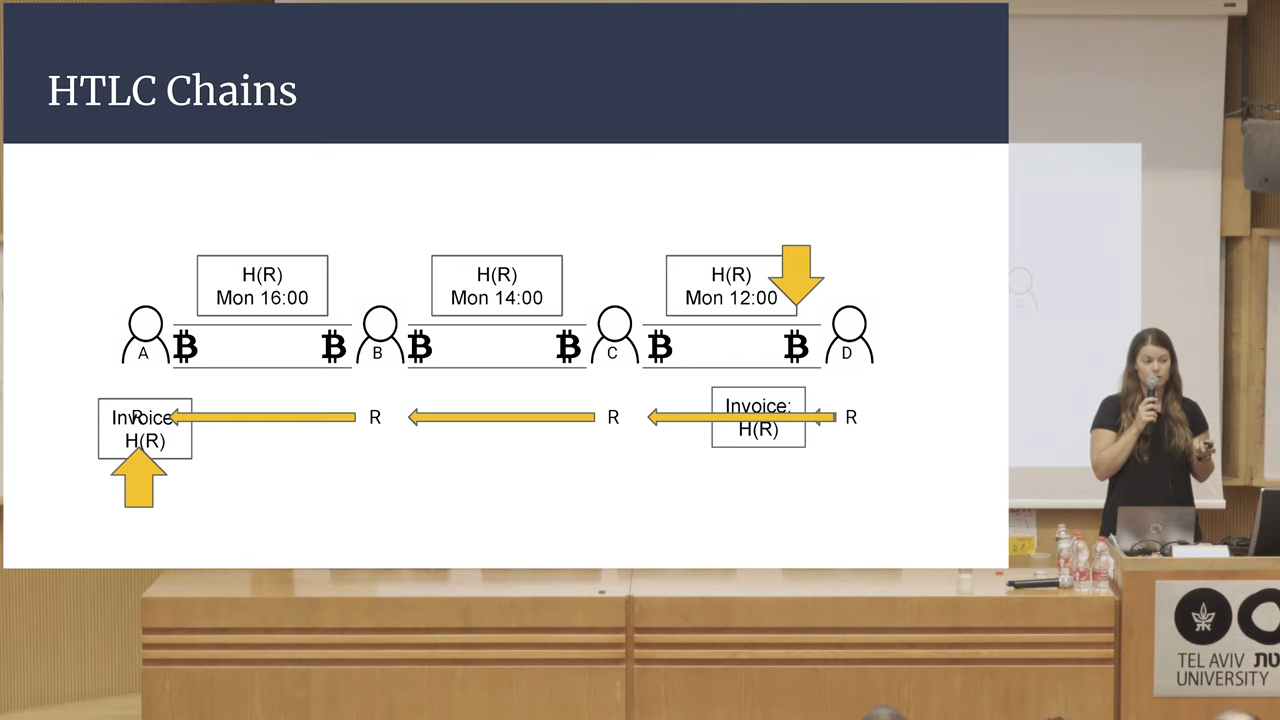 HTLC Chains
H(R)
Mon 16:00
H(R)
Mon 14:00
H(R)
Mon 12:00
A
B
C
D
Invoice:
H(R)
R
R
R
R
Invoice:
H(R)
TEL AVIV
UNIVERSITY